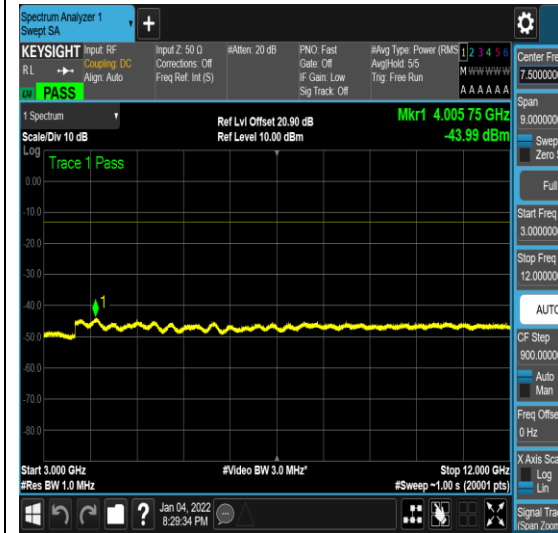 Spectrum Analyzer 1
Swept SA
KEYSIGHT
RL
Input: RF
Coupling: DC
Align: Auto
Input Z: 50 Ω
Corrections: Off
Freq Ref: Int (S)
#Atten: 20 dB
PNO: Fast
Gate: Off
IF Gain: Low
Sig Track: Off
#Avg Type: Power (RMS
Avg|Hold: 5/5
Trig: Free Run
1 2 3 4 5 6
M W W W W W
A A A A A A
PASS
1 Spectrum
Scale/Div 10 dB
Ref Lvl Offset 20.90 dB
Ref Level 10.00 dBm
Mkr1 4.005 75 GHz
-43.99 dBm
Log
Trace 1 Pass
0.00
-10.0
-20.0
-30.0
-40.0
-50.0
-60.0
-70.0
-80.0
1
Start 3.000 GHz
#Res BW 1.0 MHz
#Video BW 3.0 MHz*
Stop 12.000 GHz
#Sweep ~1.00 s (20001 pts)
Jan 04, 2022
8:29:34 PM
Center Fre
7.5000000
Span
9.0000000
Swep
Zero S
Full
Start Freq
3.0000000
Stop Freq
12.000000
AUTO
CF Step
900.00000
Auto
Man
Freq Offse
0 Hz
X Axis Sca
Log
Lin
Signal Trac
(Span Zoom